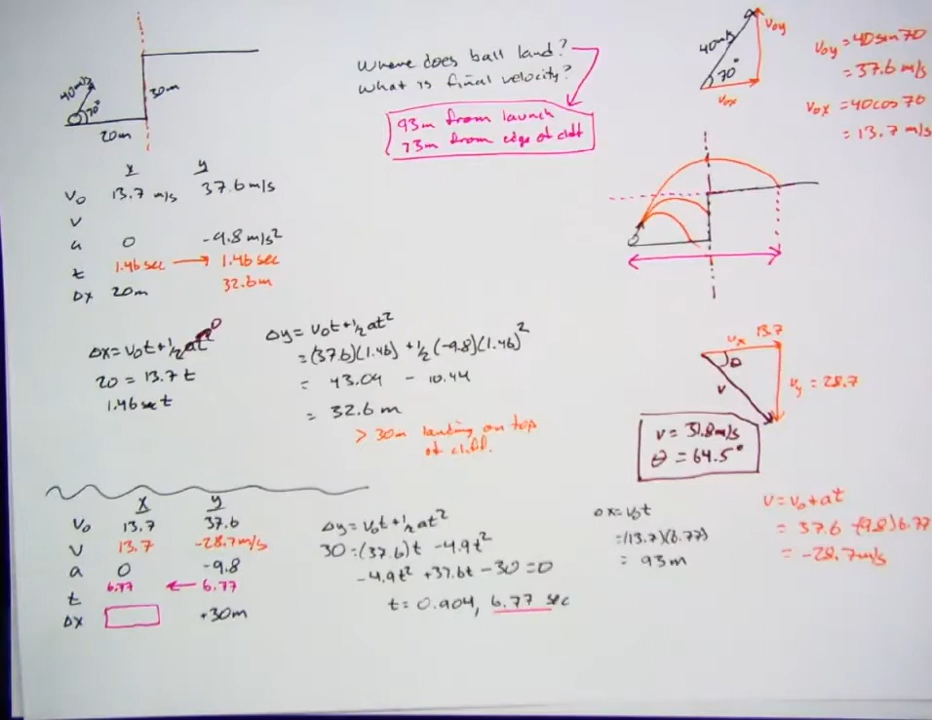 40m/s
70°
30m
20m
Where does ball land?
What is final velocity?
93m from launch
73m from edge of cliff
40m/s
70°
Voy
Vox
Voy = 40sin70
= 37.6 m/s
Vox = 40cos70
= 13.7 m/s
x y
Vo 13.7 m/s 37.6 m/s
V
a 0 -9.8 m/s²
t 1.46 sec → 1.46 sec
Δx 20m 32.6m
Δx = Vot + 1/2at² 0
20 = 13.7 t
1.46 sec t
Δy = Vot + 1/2at²
= (37.6)(1.46) + 1/2(-9.8)(1.46)²
= 43.04 - 10.44
= 32.6 m
> 30m landing on top
of cliff.
Vx 13.7
θ
V
Vy = 28.7
V = 31.8m/s
θ = 64.5°
x y
Vo 13.7 37.6
V 13.7 -28.7m/s
a 0 -9.8
t 6.77 ← 6.77
Δx +30m
Δy = Vot + 1/2at²
30 = (37.6)t - 4.9t²
-4.9t² + 37.6t - 30 = 0
t = 0.904, 6.77 sec
Δx = Vot
= (13.7)(6.77)
= 93m
V = Vo + at
= 37.6 - (9.8)6.77
= -28.7m/s